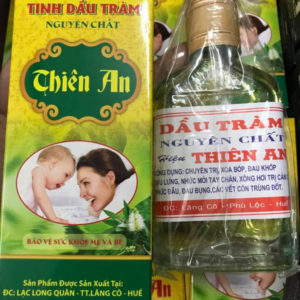 TINH DẦU TRÀM
NGUYÊN CHẤT
Thiên An
BẢO VỆ SỨC KHỎE MẸ VÀ BÉ
Sản Phẩm Được Sản Xuất Tại:
ĐC: LẠC LONG QUÂN - TT.LĂNG CÔ - HUẾ
DẦU TRÀM
NGUYÊN CHẤT
Hiệu THIÊN AN
CÔNG DỤNG: CHUYÊN TRỊ, XOA BÓP, ĐAU KHỚP
LƯNG, NHỨC MỎI TAY CHÂN, XÔNG HƠI TRỊ CẢM
ĐẦU, ĐAU BỤNG, CÁC VẾT CÔN TRÙNG ĐỐT.
ĐC: Lăng Cô - Phú Lộc - Huế